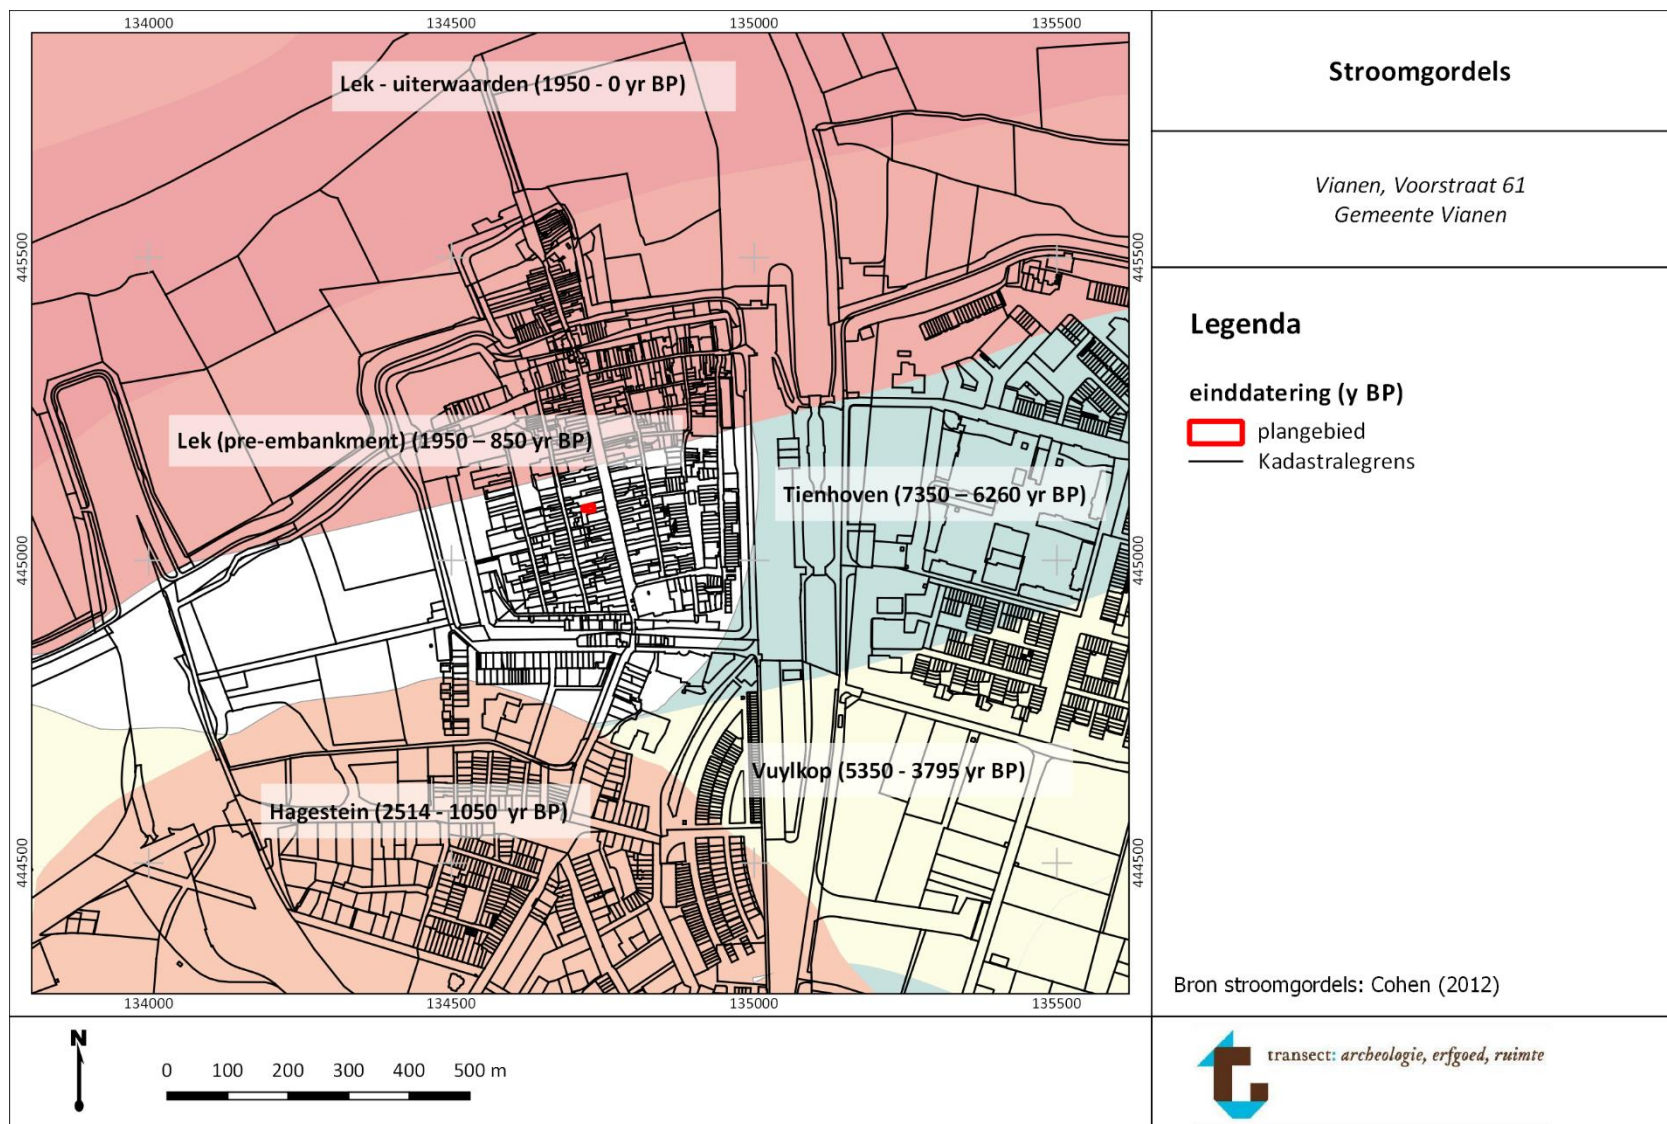 134000 134500 135000 135500
Lek - uiterwaarden (1950 - 0 yr BP)
445500 445500
Lek (pre-embankment) (1950 – 850 yr BP)
Tienhoven (7350 – 6260 yr BP)
445000 445000
Vuylkop (5350 - 3795 yr BP)
Hagestein (2514 - 1050 yr BP)
444500 444500
134000 134500 135000 135500
N
0 100 200 300 400 500 m
Stroomgordels
Vianen, Voorstraat 61
Gemeente Vianen
Legenda
einddatering (y BP)
plangebied
Kadastralegrens
Bron stroomgordels: Cohen (2012)
transect: archeologie, erfgoed, ruimte